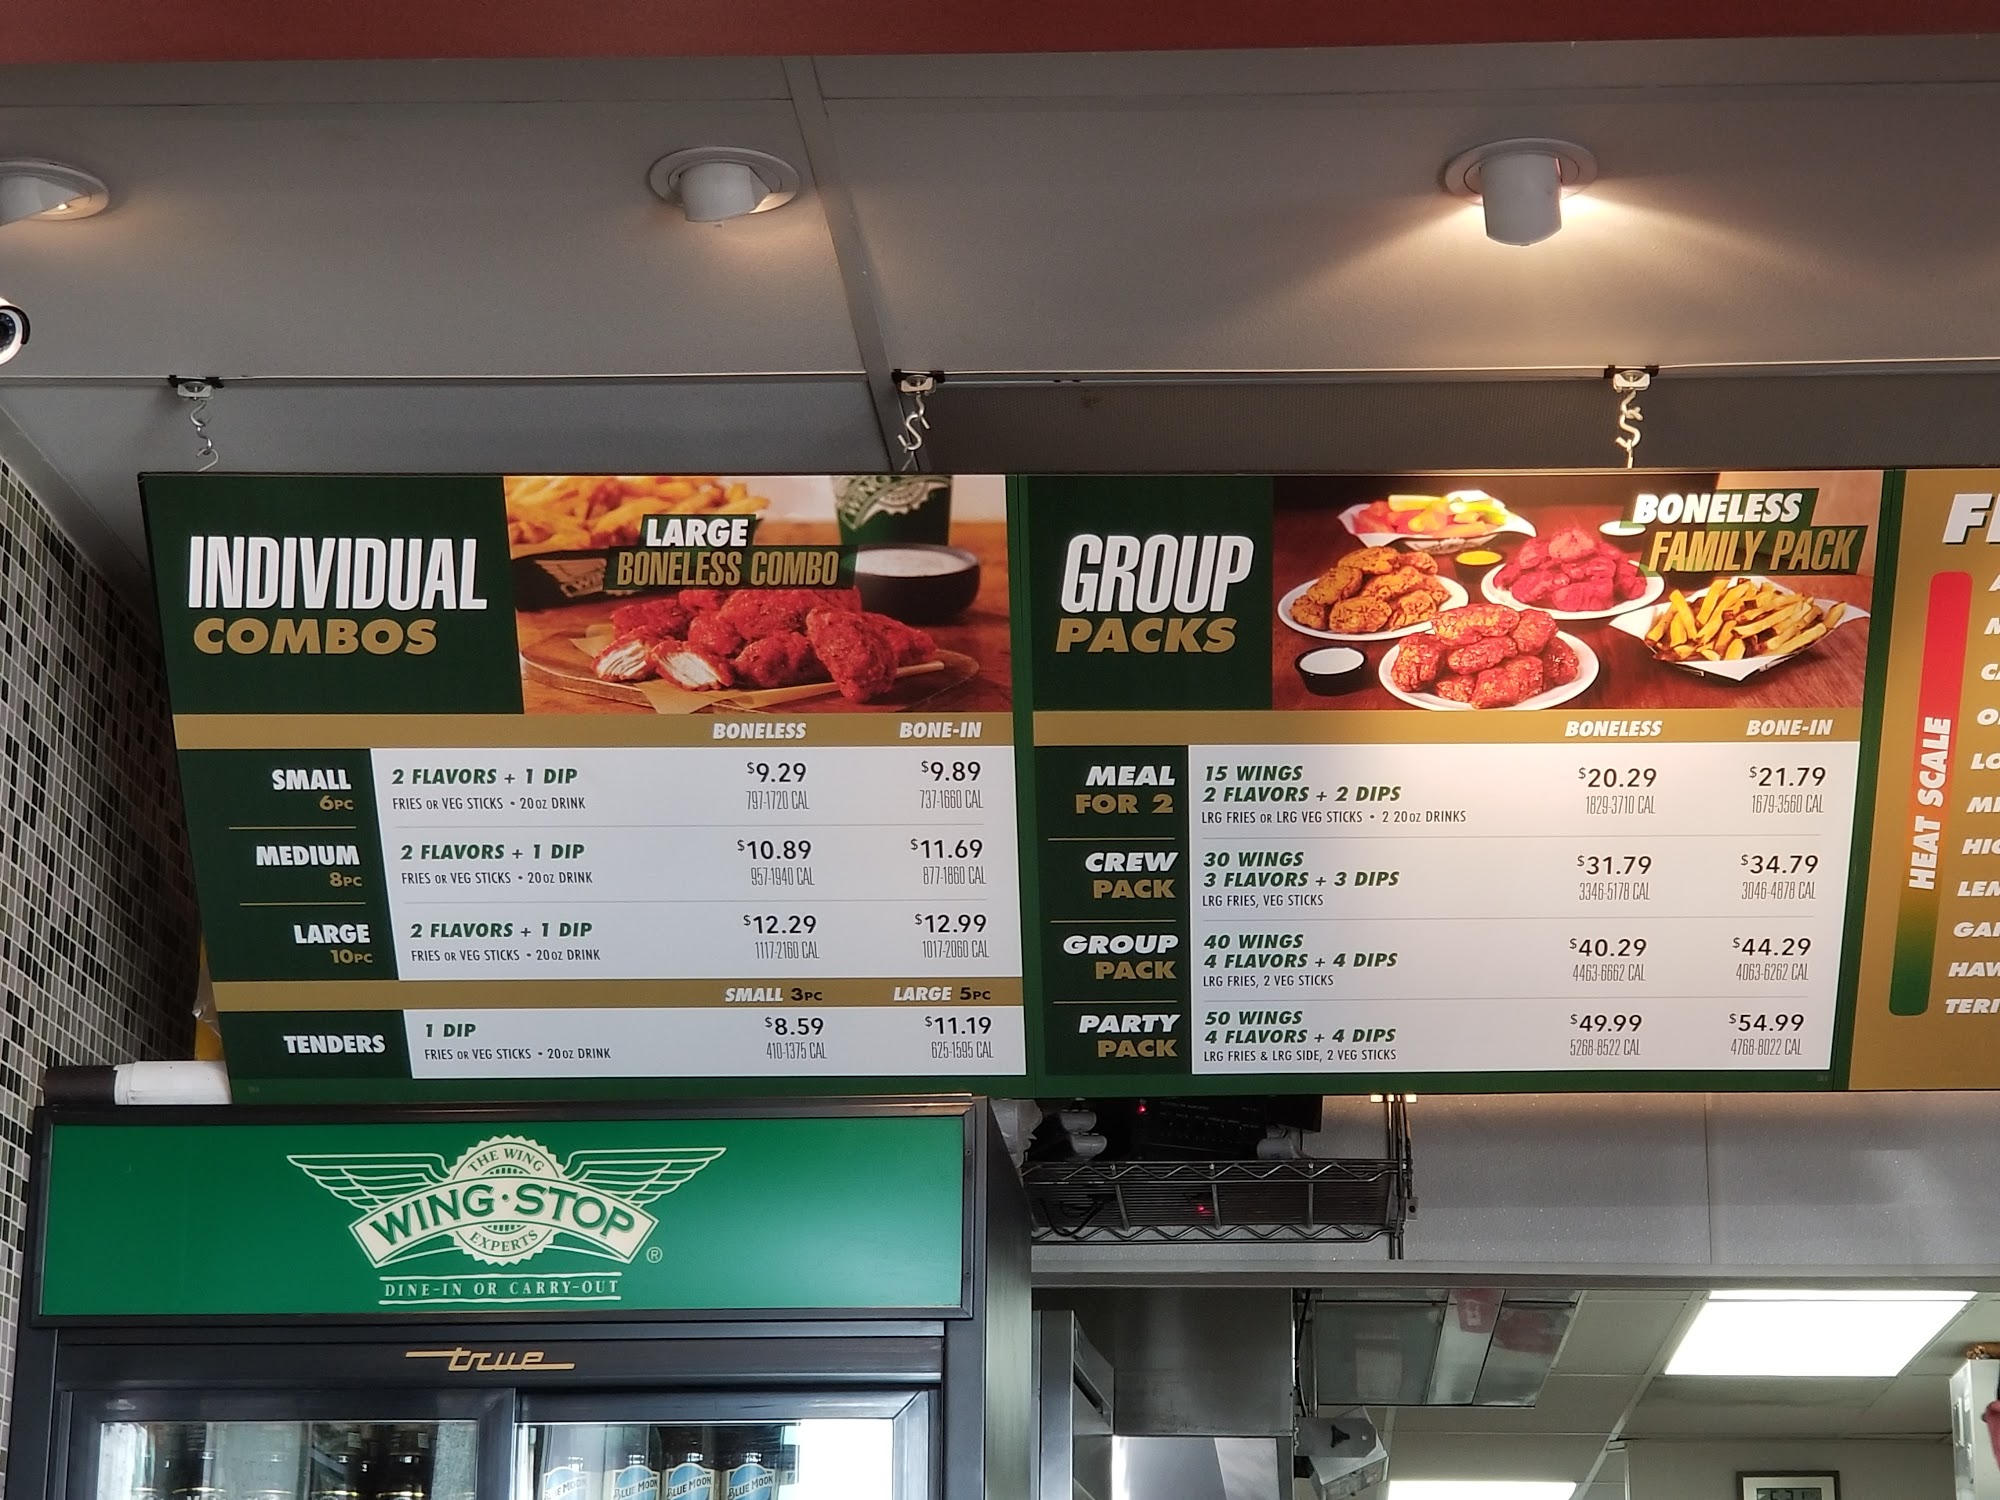 INDIVIDUAL
COMBOS
LARGE
BONELESS COMBO
BONELESS BONE-IN
SMALL
6PC
2 FLAVORS + 1 DIP
FRIES OR VEG STICKS • 20OZ DRINK
$9.29 $9.89
797-1720 CAL 737-1660 CAL
MEDIUM
8PC
2 FLAVORS + 1 DIP
FRIES OR VEG STICKS • 20OZ DRINK
$10.89 $11.69
957-1940 CAL 877-1860 CAL
LARGE
10PC
2 FLAVORS + 1 DIP
FRIES OR VEG STICKS • 20OZ DRINK
$12.29 $12.99
1117-2160 CAL 1017-2060 CAL
SMALL 3PC LARGE 5PC
TENDERS
1 DIP
FRIES OR VEG STICKS • 20OZ DRINK
$8.59 $11.19
410-1375 CAL 625-1595 CAL
GROUP
PACKS
BONELESS
FAMILY PACK
BONELESS BONE-IN
MEAL
FOR 2
15 WINGS
2 FLAVORS + 2 DIPS
LRG FRIES OR LRG VEG STICKS • 2 20OZ DRINKS
$20.29 $21.79
1829-3710 CAL 1679-3560 CAL
CREW
PACK
30 WINGS
3 FLAVORS + 3 DIPS
LRG FRIES, VEG STICKS
$31.79 $34.79
3346-5178 CAL 3046-4878 CAL
GROUP
PACK
40 WINGS
4 FLAVORS + 4 DIPS
LRG FRIES, 2 VEG STICKS
$40.29 $44.29
4463-6662 CAL 4063-6262 CAL
PARTY
PACK
50 WINGS
4 FLAVORS + 4 DIPS
LRG FRIES & LRG SIDE, 2 VEG STICKS
$49.99 $54.99
5268-8522 CAL 4768-8022 CAL
HEAT SCALE
THE WING
WING·STOP
EXPERTS
®
DINE-IN OR CARRY-OUT
true
BLUE MOON
BLUE MOON
BLUE MOON
BLUE MOON